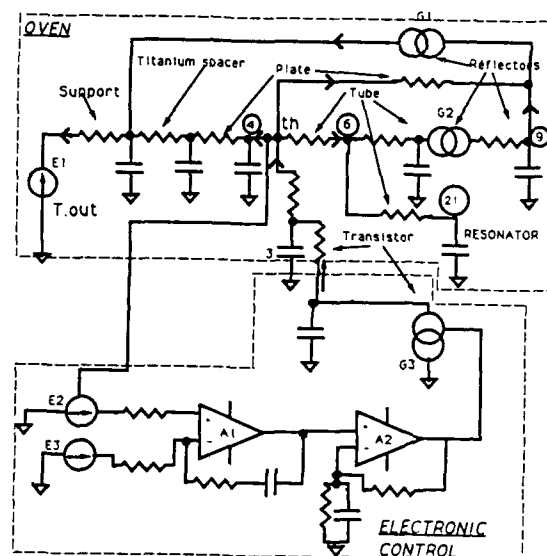 G1
OVEN
Réflectors
Titanium spacer
Plate
Support
Tube
G2
4
th
6
9
E1
T.out
21
RESONATOR
3
Transistor
G3
E2
+
-
A1
+
-
A2
E3
ELECTRONIC
CONTROL